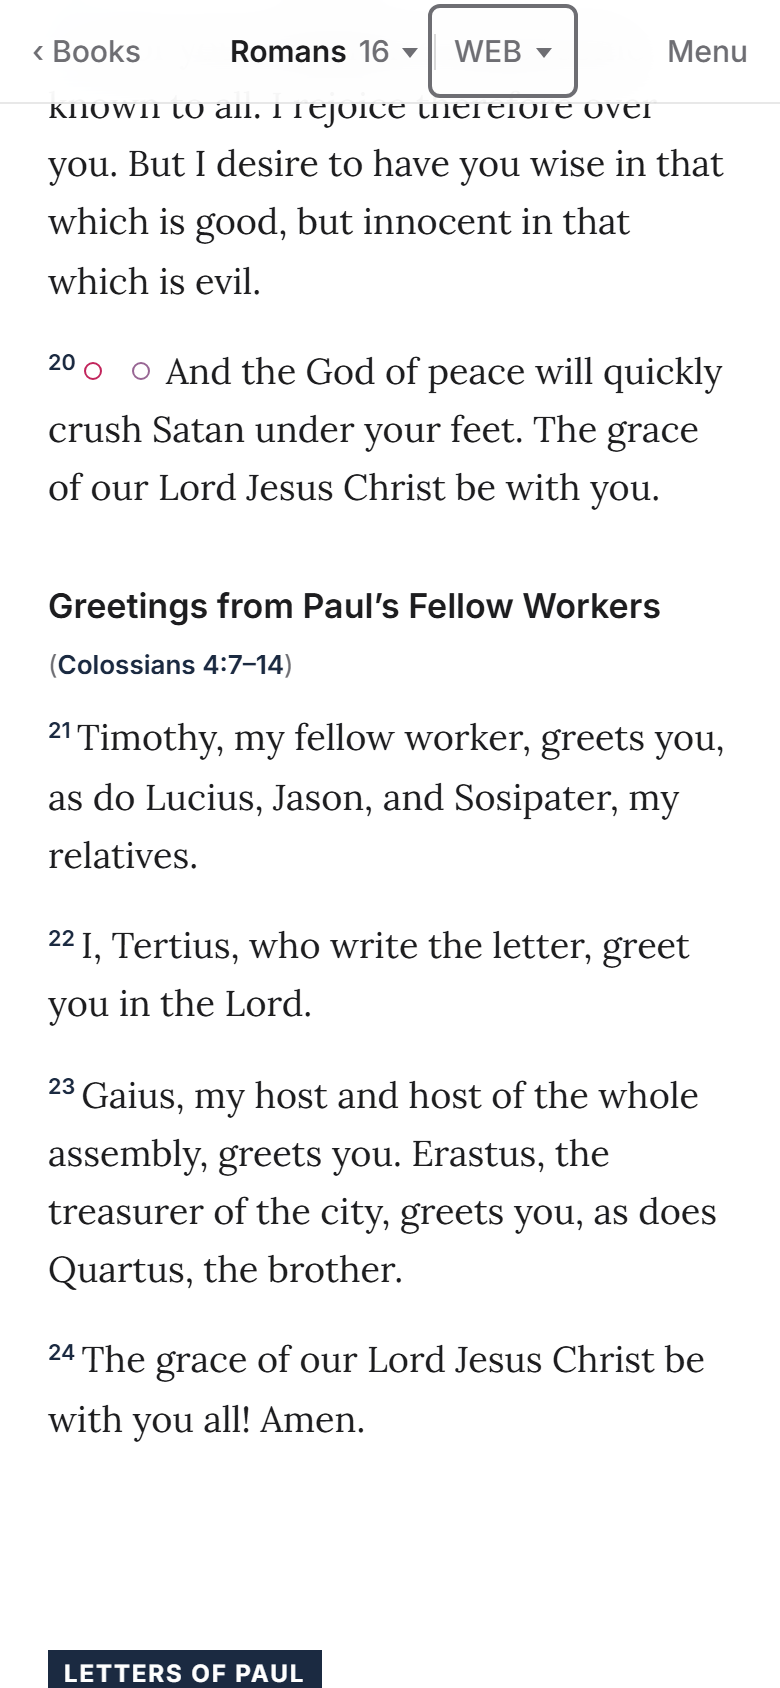 ‹ Books Romans 16 WEB Menu
known to all. I rejoice therefore over
you. But I desire to have you wise in that
which is good, but innocent in that
which is evil.
20 And the God of peace will quickly
crush Satan under your feet. The grace
of our Lord Jesus Christ be with you.
Greetings from Paul’s Fellow Workers
(Colossians 4:7–14)
21 Timothy, my fellow worker, greets you,
as do Lucius, Jason, and Sosipater, my
relatives.
22 I, Tertius, who write the letter, greet
you in the Lord.
23 Gaius, my host and host of the whole
assembly, greets you. Erastus, the
treasurer of the city, greets you, as does
Quartus, the brother.
24 The grace of our Lord Jesus Christ be
with you all! Amen.
LETTERS OF PAUL